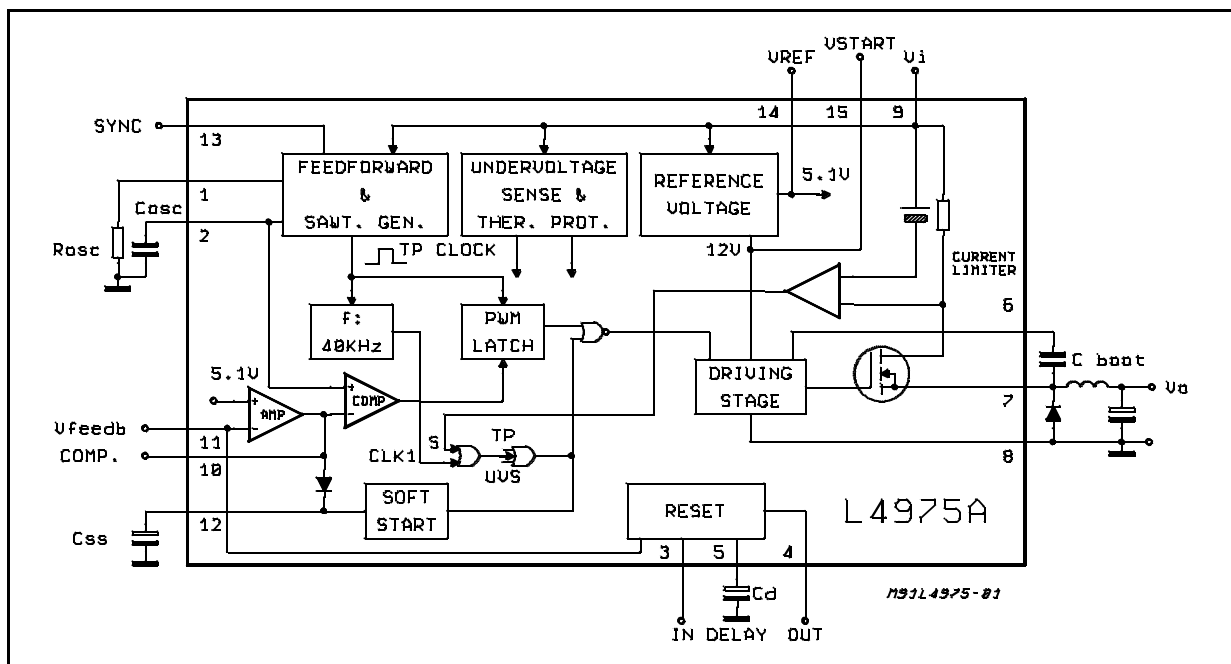 VREF VSTART Vi
14 15 9
SYNC
13
FEEDFORWARD
&
SAWT. GEN.
UNDERVOLTAGE
SENSE &
THER. PROT.
REFERENCE
VOLTAGE
5.1V
1
Cosc
2
Rosc
TP CLOCK
12V
CURRENT
LIMITER
6
F:
40KHz
PWM
LATCH
DRIVING
STAGE
C boot
5.1V
+
AMP
-
+
COMP
-
7
Vo
Vfeedb
11
COMP.
10
S
CLK1
TP
UVS
8
SOFT
START
12
Css
RESET
3 5 4
L4975A
Cd
M91L4975-01
IN DELAY OUT